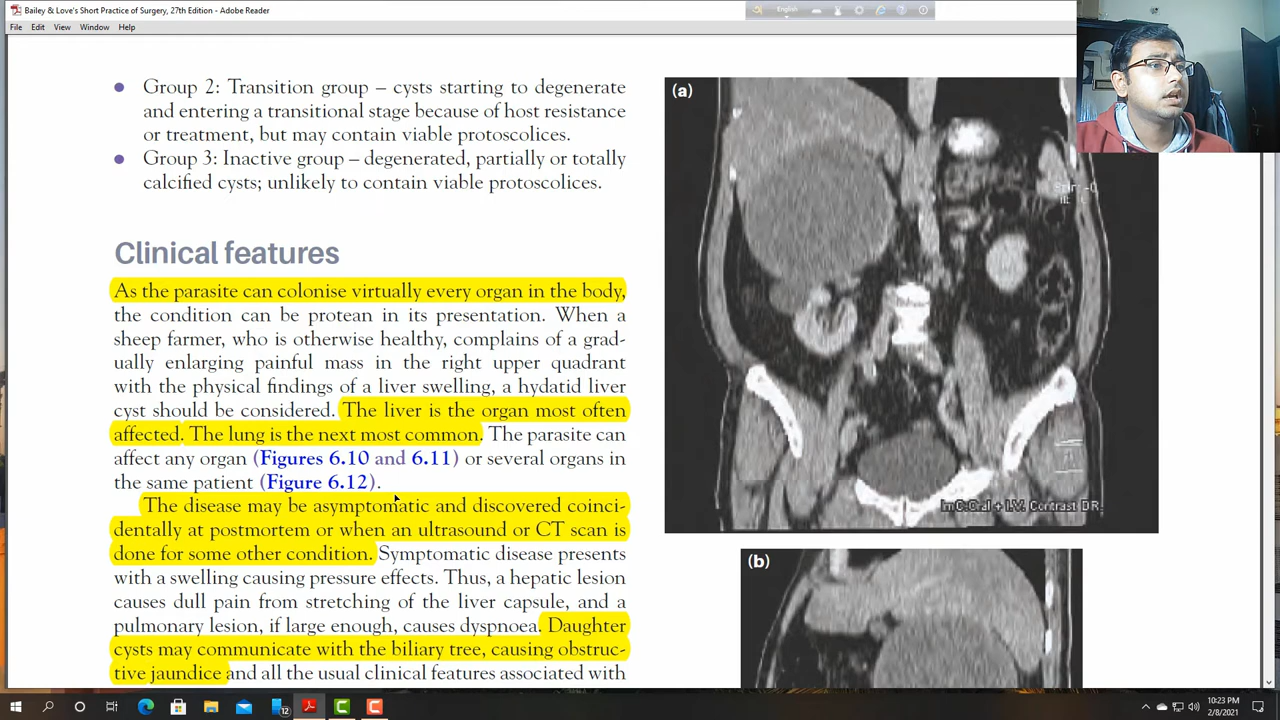 Bailey & Love's Short Practice of Surgery, 27th Edition - Adobe Reader
English
File Edit View Window Help
Group 2: Transition group – cysts starting to degenerate
and entering a transitional stage because of host resistance
or treatment, but may contain viable protoscolices.
Group 3: Inactive group – degenerated, partially or totally
calcified cysts; unlikely to contain viable protoscolices.
Clinical features
As the parasite can colonise virtually every organ in the body,
the condition can be protean in its presentation. When a
sheep farmer, who is otherwise healthy, complains of a grad-
ually enlarging painful mass in the right upper quadrant
with the physical findings of a liver swelling, a hydatid liver
cyst should be considered. The liver is the organ most often
affected. The lung is the next most common. The parasite can
affect any organ (Figures 6.10 and 6.11) or several organs in
the same patient (Figure 6.12).
The disease may be asymptomatic and discovered coinci-
dentally at postmortem or when an ultrasound or CT scan is
done for some other condition. Symptomatic disease presents
with a swelling causing pressure effects. Thus, a hepatic lesion
causes dull pain from stretching of the liver capsule, and a
pulmonary lesion, if large enough, causes dyspnoea. Daughter
cysts may communicate with the biliary tree, causing obstruc-
tive jaundice and all the usual clinical features associated with
(a)
Oral + I.V. Contrast DR.
(b)
12
10:23 PM
2/8/2021